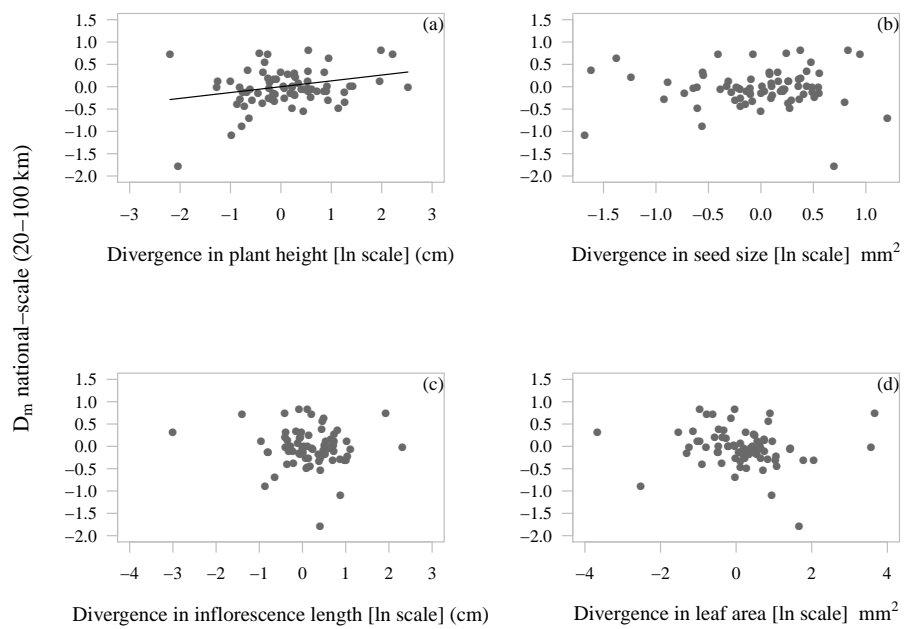 D_m national−scale (20−100 km)
(a)
1.5
1.0
0.5
0.0
−0.5
−1.0
−1.5
−2.0
−3 −2 −1 0 1 2 3
Divergence in plant height [ln scale] (cm)
(b)
1.5
1.0
0.5
0.0
−0.5
−1.0
−1.5
−2.0
−1.5 −1.0 −0.5 0.0 0.5 1.0
Divergence in seed size [ln scale] mm²
(c)
1.5
1.0
0.5
0.0
−0.5
−1.0
−1.5
−2.0
−4 −3 −2 −1 0 1 2 3
Divergence in inflorescence length [ln scale] (cm)
(d)
1.5
1.0
0.5
0.0
−0.5
−1.0
−1.5
−2.0
−4 −2 0 2 4
Divergence in leaf area [ln scale] mm²